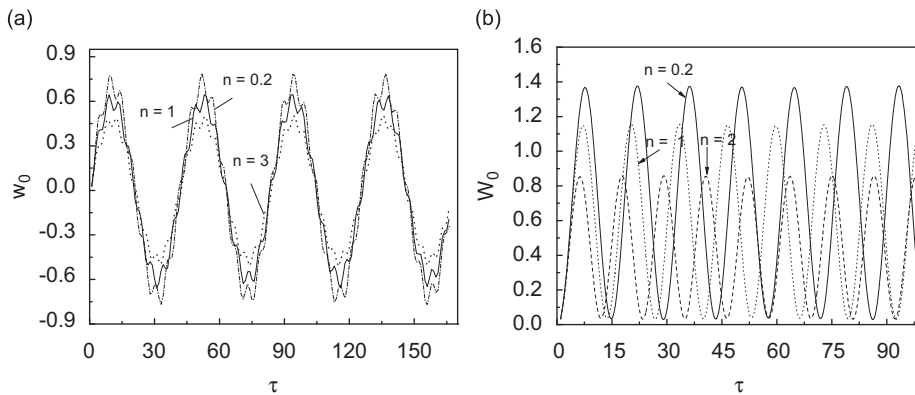 (a)
w0
0.9
0.6
0.3
0.0
-0.3
-0.6
-0.9
n = 0.2
n = 1
n = 3
0 30 60 90 120 150
τ
(b)
W0
1.6
1.4
1.2
1.0
0.8
0.6
0.4
0.2
0.0
n = 0.2
n = 1
n = 2
0 15 30 45 60 75 90
τ